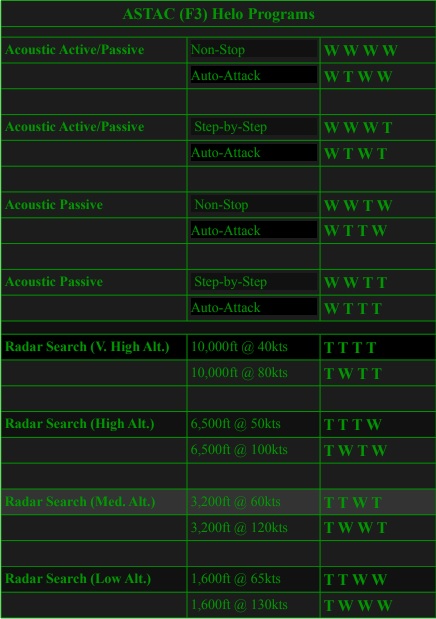 ASTAC (F3) Helo Programs
Acoustic Active/Passive Non-Stop W W W W
Auto-Attack W T W W
Acoustic Active/Passive Step-by-Step W W W T
Auto-Attack W T W T
Acoustic Passive Non-Stop W W T W
Auto-Attack W T T W
Acoustic Passive Step-by-Step W W T T
Auto-Attack W T T T
Radar Search (V. High Alt.) 10,000ft @ 40kts T T T T
10,000ft @ 80kts T W T T
Radar Search (High Alt.) 6,500ft @ 50kts T T T W
6,500ft @ 100kts T W T W
Radar Search (Med. Alt.) 3,200ft @ 60kts T T W T
3,200ft @ 120kts T W W T
Radar Search (Low Alt.) 1,600ft @ 65kts T T W W
1,600ft @ 130kts T W W W